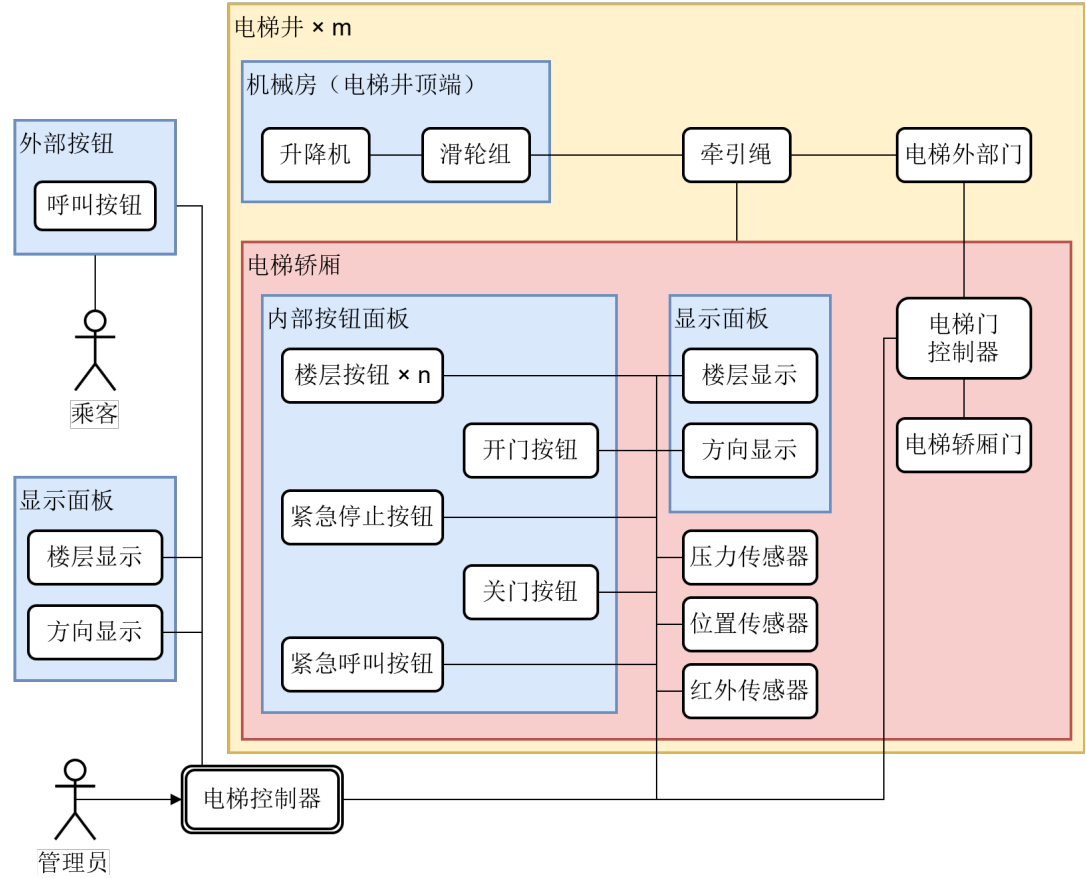 电梯井 × m
机械房（电梯井顶端）
升降机
滑轮组
牵引绳
电梯外部门
外部按钮
呼叫按钮
乘客
电梯轿厢
内部按钮面板
楼层按钮 × n
开门按钮
紧急停止按钮
关门按钮
紧急呼叫按钮
显示面板
楼层显示
方向显示
压力传感器
位置传感器
红外传感器
电梯门
控制器
电梯轿厢门
显示面板
楼层显示
方向显示
电梯控制器
管理员